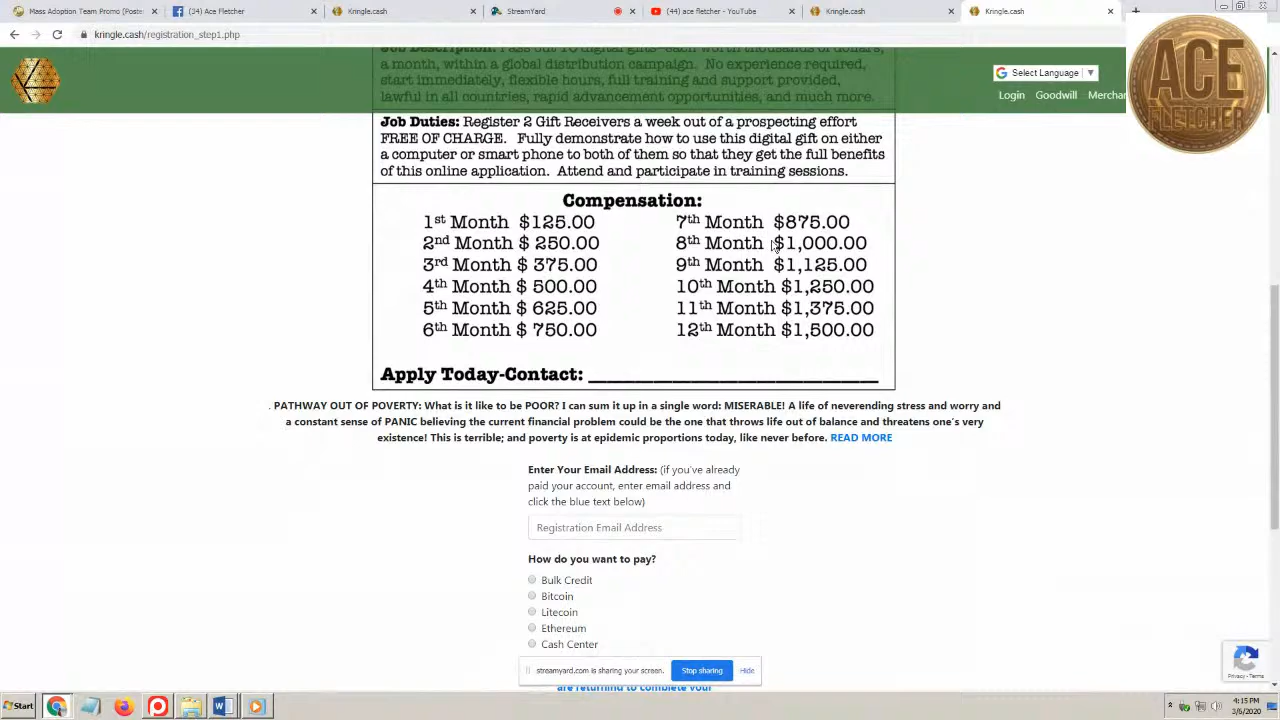 Mass Adoption Team Promo (Poste
(3) Ace Fletcher
Kringle.cash
StreamYard
(44) ace fletcher - YouTube
Kringle.cash
Kringle.cash
kringle.cash/registration_step1.php
ACE
FLETCHER
Select Language
Login Goodwill Merchan
a month, within a global distribution campaign. No experience required,
start immediately, flexible hours, full training and support provided,
lawful in all countries, rapid advancement opportunities, and much more.
Job Duties: Register 2 Gift Receivers a week out of a prospecting effort
FREE OF CHARGE. Fully demonstrate how to use this digital gift on either
a computer or smart phone to both of them so that they get the full benefits
of this online application. Attend and participate in training sessions.
Compensation:
1st Month $125.00
2nd Month $ 250.00
3rd Month $ 375.00
4th Month $ 500.00
5th Month $ 625.00
6th Month $ 750.00
7th Month $875.00
8th Month $1,000.00
9th Month $1,125.00
10th Month $1,250.00
11th Month $1,375.00
12th Month $1,500.00
Apply Today-Contact: ______________________________
. PATHWAY OUT OF POVERTY: What is it like to be POOR? I can sum it up in a single word: MISERABLE! A life of neverending stress and worry and
a constant sense of PANIC believing the current financial problem could be the one that throws life out of balance and threatens one's very
existence! This is terrible; and poverty is at epidemic proportions today, like never before. READ MORE
Enter Your Email Address: (if you've already
paid your account, enter email address and
click the blue text below)
Registration Email Address
How do you want to pay?
Bulk Credit
Bitcoin
Litecoin
Ethereum
Cash Center
streamyard.com is sharing your screen.
Stop sharing
Hide
are returning to complete your
Privacy - Terms
Start
4:15 PM
3/6/2020